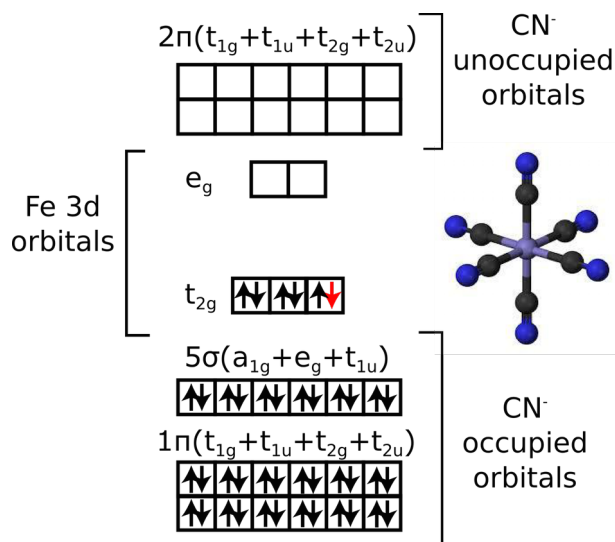 2π(t₁g+t₁u+t₂g+t₂u)
CN⁻
unoccupied
orbitals
eg
Fe 3d
orbitals
t₂g
5σ(a₁g+eg+t₁u)
1π(t₁g+t₁u+t₂g+t₂u)
CN⁻
occupied
orbitals